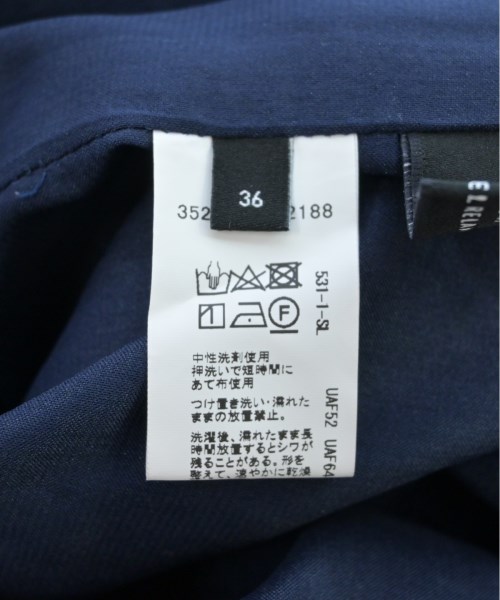 36
352
2188
F
531-1-SL
中性洗剤使用
押洗いで短時間に
あて布使用
つけ置き洗い・濡れた
ままの放置禁止。
洗濯後、濡れたまま長
時間放置するとシワが
残ることがある。形を
整えて、速やかに乾燥
UAF52 UAF64
E & RELA